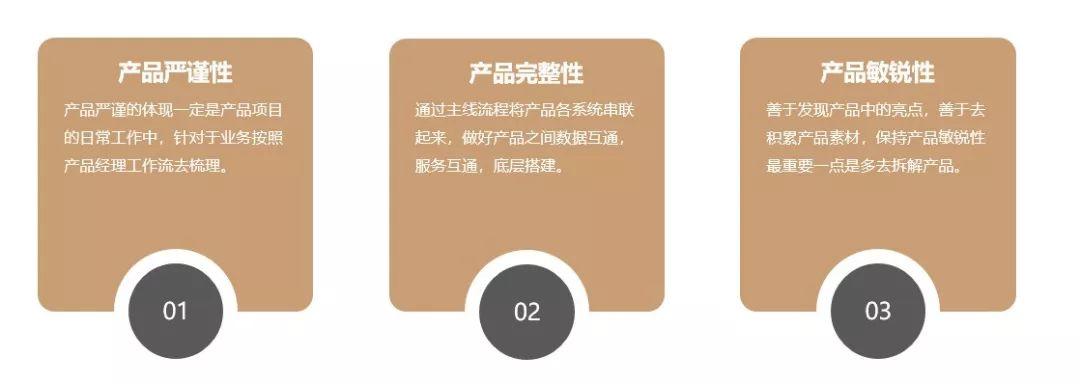 产品严谨性
产品严谨的体现一定是产品项目
的日常工作中，针对于业务按照
产品经理工作流去梳理。
01
产品完整性
通过主线流程将产品各系统串联
起来，做好产品之间数据互通，
服务互通，底层搭建。
02
产品敏锐性
善于发现产品中的亮点，善于去
积累产品素材，保持产品敏锐性
最重要一点是多去拆解产品。
03